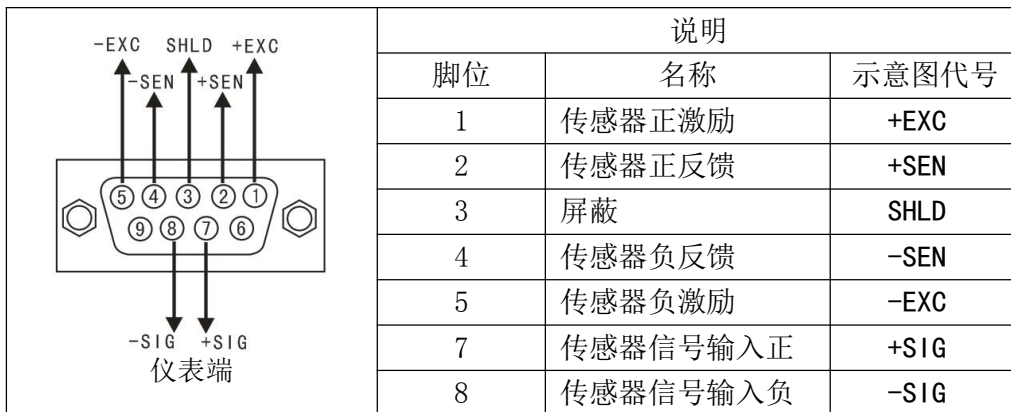 -EXC SHLD +EXC
-SEN +SEN
5 4 3 2 1
9 8 7 6
-SIG +SIG
仪表端
说明
脚位 名称 示意图代号
1 传感器正激励 +EXC
2 传感器正反馈 +SEN
3 屏蔽 SHLD
4 传感器负反馈 -SEN
5 传感器负激励 -EXC
7 传感器信号输入正 +SIG
8 传感器信号输入负 -SIG